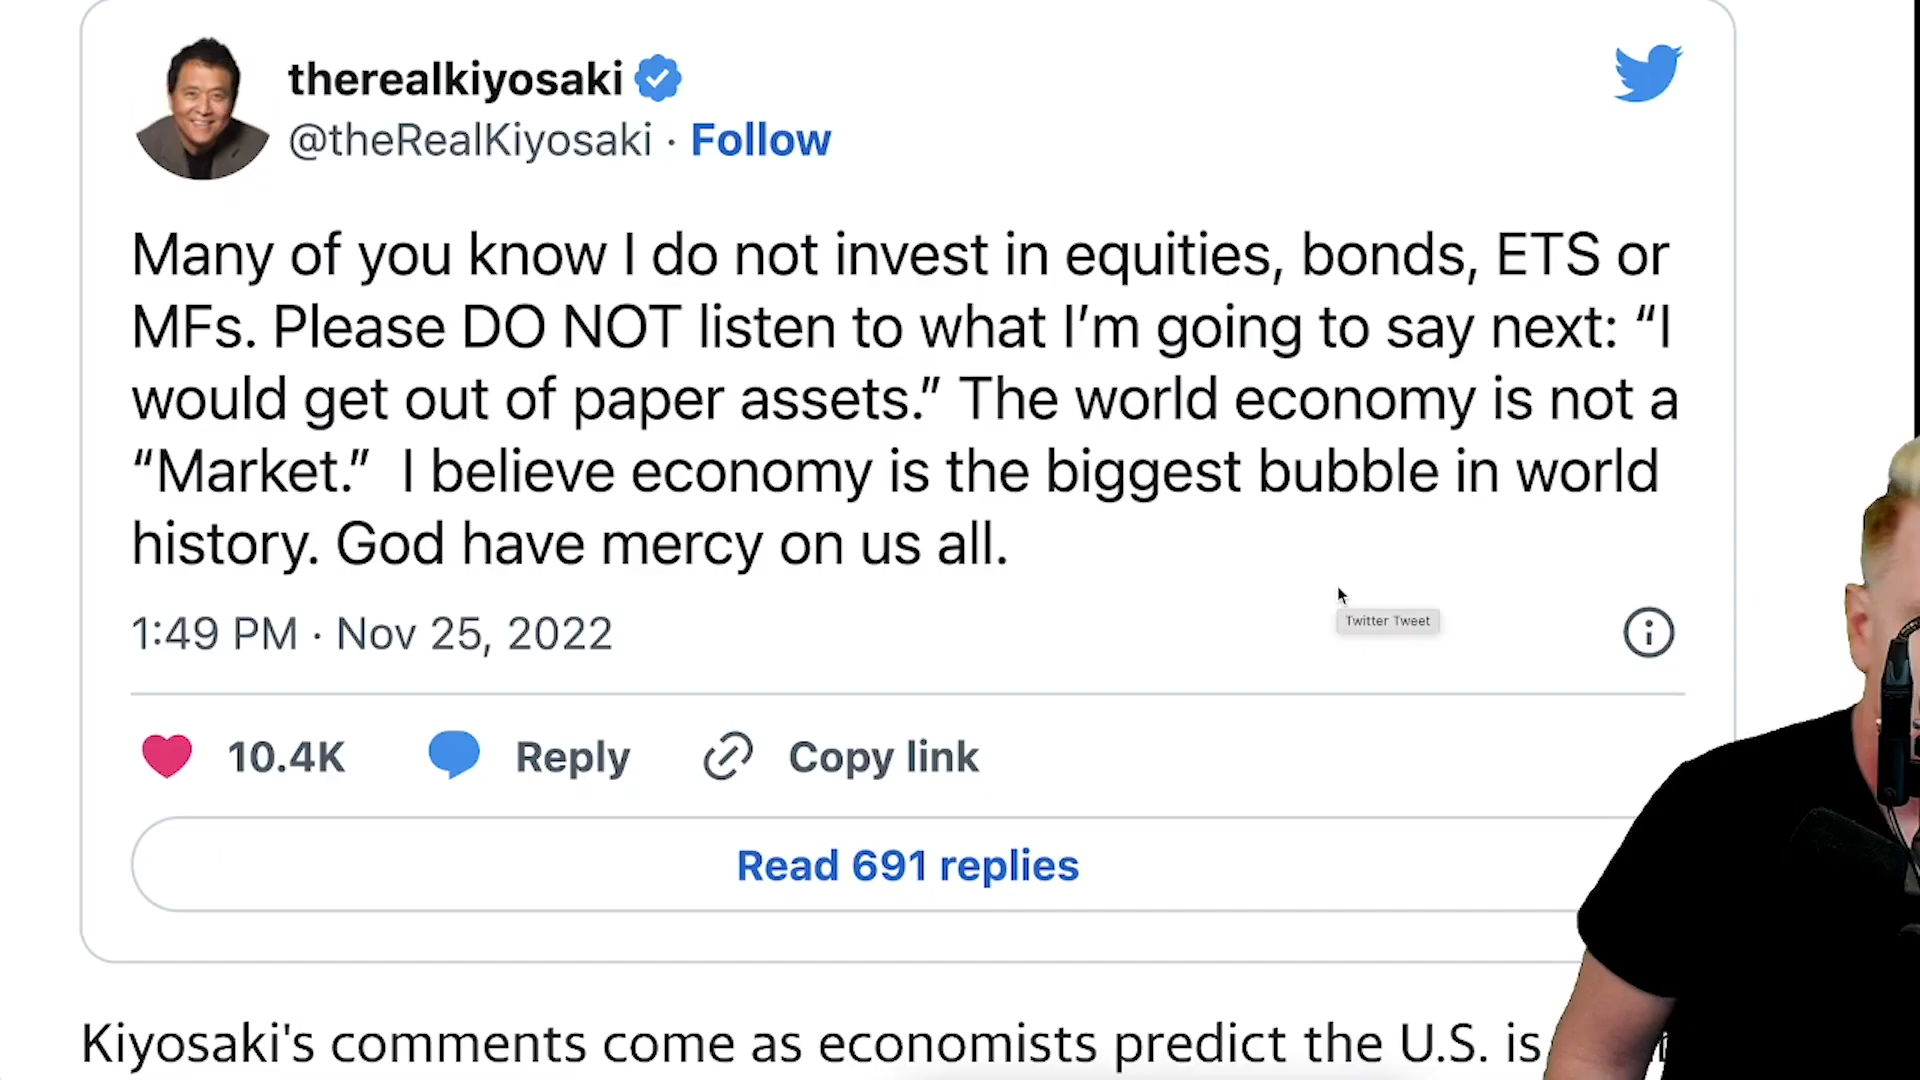 therealkiyosaki
@theRealKiyosaki · Follow
Many of you know I do not invest in equities, bonds, ETS or
MFs. Please DO NOT listen to what I’m going to say next: “I
would get out of paper assets.” The world economy is not a
“Market.” I believe economy is the biggest bubble in world
history. God have mercy on us all.
1:49 PM · Nov 25, 2022
Twitter Tweet
10.4K Reply Copy link
Read 691 replies
Kiyosaki's comments come as economists predict the U.S. is